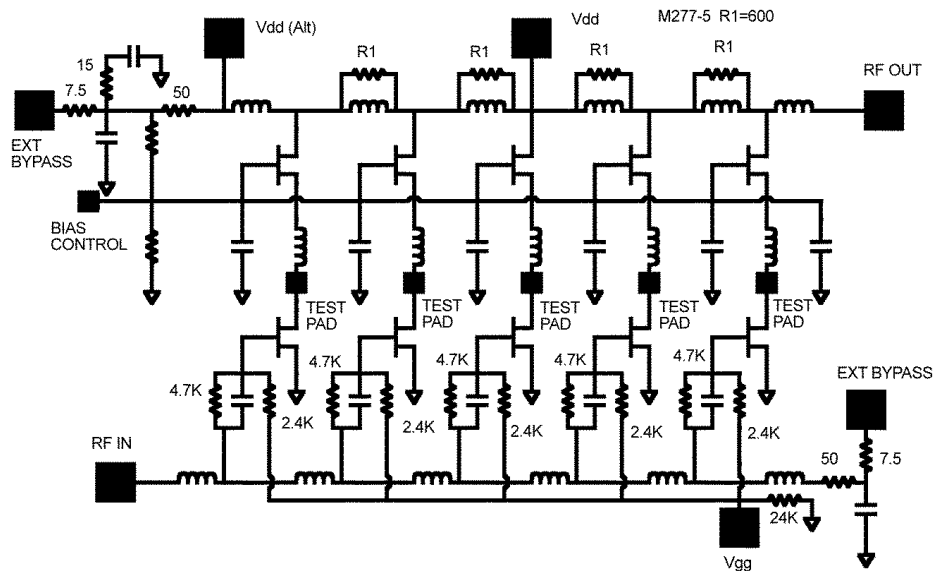 M277-5 R1=600
Vdd (Alt)
Vdd
R1
R1
R1
R1
RF OUT
15
7.5
50
EXT
BYPASS
BIAS
CONTROL
TEST
PAD
TEST
PAD
TEST
PAD
TEST
PAD
TEST
PAD
4.7K
4.7K
4.7K
4.7K
4.7K
2.4K
2.4K
2.4K
2.4K
2.4K
EXT BYPASS
RF IN
50
7.5
24K
Vgg